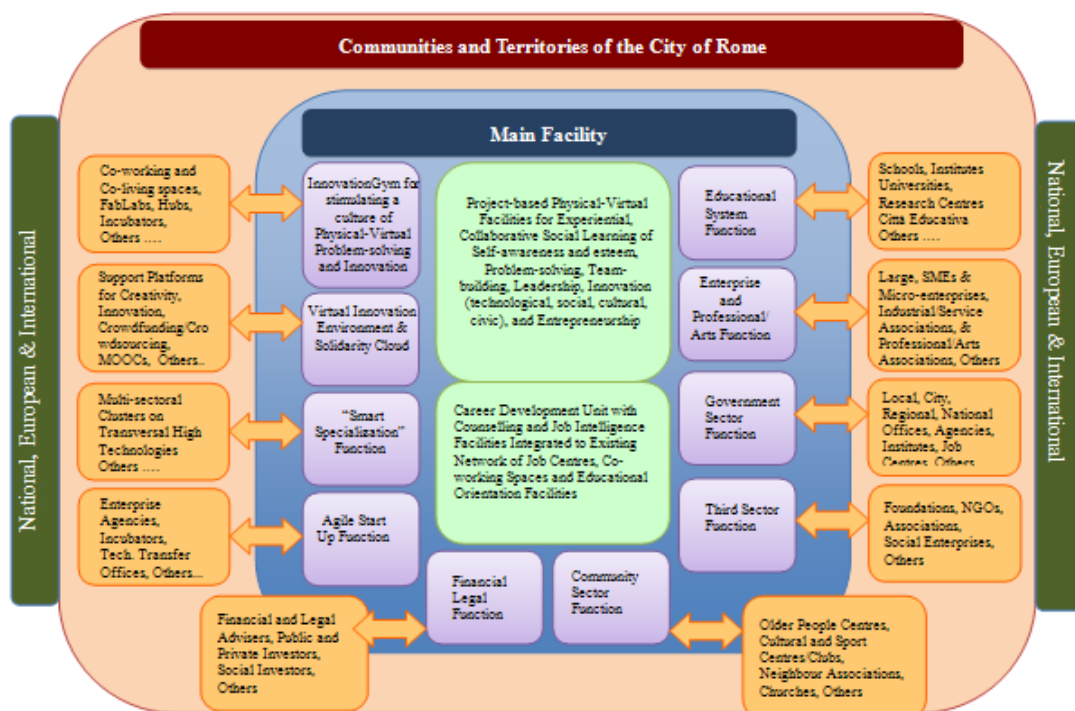 Communities and Territories of the City of Rome
National, European & International
Main Facility
Co-working and
Co-living spaces,
FabLabs, Hubs,
Incubators,
Others ....
InnovationGym for
stimulating a
culture of
Physical-Virtual
Problem-solving
and Innovation
Project-based Physical-Virtual
Facilities for Experiential,
Collaborative Social Learning of
Self-awareness and esteem,
Problem-solving, Team-
building, Leadership, Innovation
(technological, social, cultural,
civic), and Entrepreneurship
Educational
System
Function
Schools, Institutes
Universities,
Research Centres
Città Educativa
Others ....
National, European & International
Support Platforms
for Creativity,
Innovation,
Crowdfunding/Cro
wdsourcing,
MOOCs, Others..
Virtual Innovation
Environment &
Solidarity Cloud
Enterprise
and
Professional/
Arts Function
Large, SMEs &
Micro-enterprises,
Industrial/Service
Associations, &
Professional/Arts
Associations, Others
Multi-sectoral
Clusters on
Transversal High
Technologies
Others ....
“Smart
Specialization”
Function
Career Development Unit with
Counselling and Job Intelligence
Facilities Integrated to Existing
Network of Job Centres, Co-
working Spaces and Educational
Orientation Facilities
Government
Sector
Function
Local, City,
Regional, National
Offices, Agencies,
Institutes, Job
Centres, Others
Enterprise
Agencies,
Incubators,
Tech. Transfer
Offices, Others...
Agile Start
Up Function
Third Sector
Function
Foundations, NGOs,
Associations,
Social Enterprises,
Others
Financial
Legal
Function
Community
Sector
Function
Financial and Legal
Advisers, Public and
Private Investors,
Social Investors,
Others
Older People Centres,
Cultural and Sport
Centres/Clubs,
Neighbour Associations,
Churches, Others